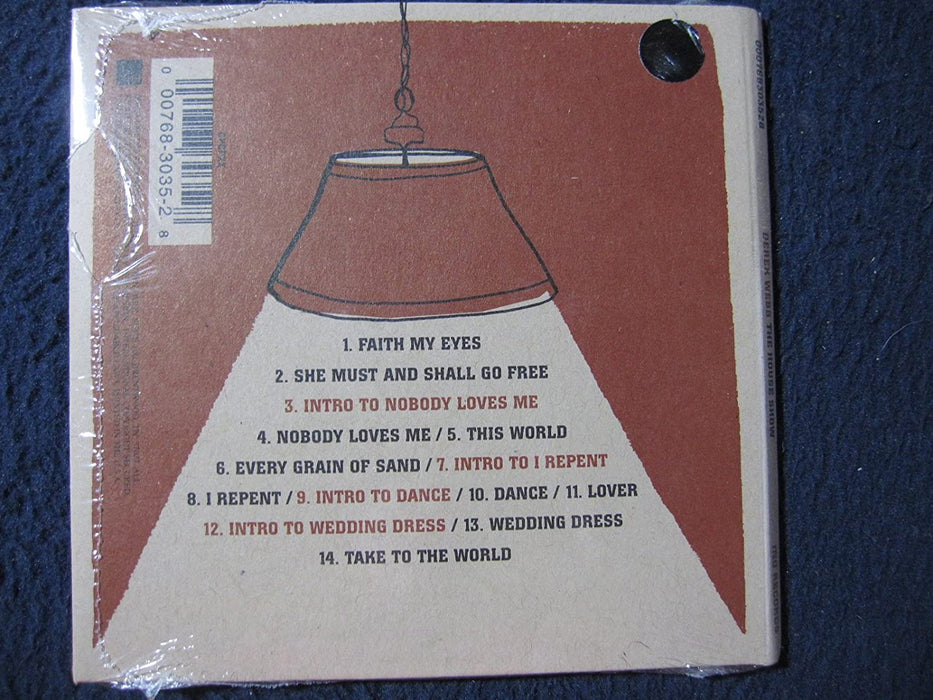 1. FAITH MY EYES
2. SHE MUST AND SHALL GO FREE
3. INTRO TO NOBODY LOVES ME
4. NOBODY LOVES ME / 5. THIS WORLD
6. EVERY GRAIN OF SAND / 7. INTRO TO I REPENT
8. I REPENT / 9. INTRO TO DANCE / 10. DANCE / 11. LOVER
12. INTRO TO WEDDING DRESS / 13. WEDDING DRESS
14. TAKE TO THE WORLD
0 00768-3035-2 8
000768303528
DEREK WEBB THE HOUSE SHOW